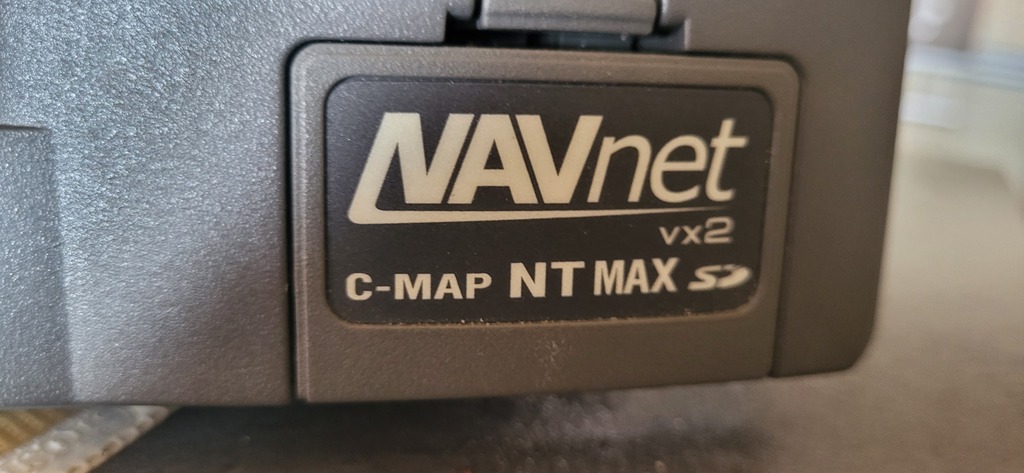 NAVnet
vx2
C-MAP NT MAX SD